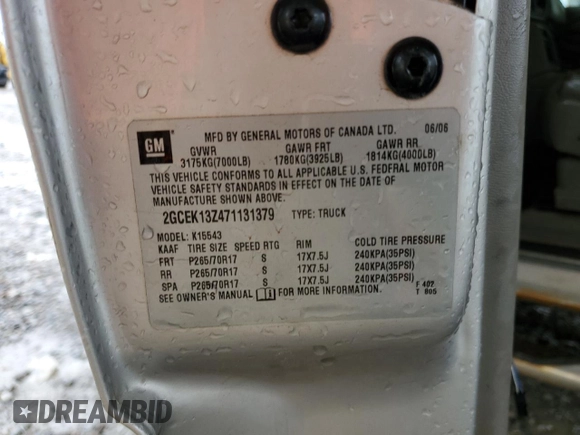 GM
MFD BY GENERAL MOTORS OF CANADA LTD. 06/06
GVWR GAWR FRT GAWR RR
3175KG(7000LB) 1780KG(3925LB) 1814KG(4000LB)
THIS VEHICLE CONFORMS TO ALL APPLICABLE U.S. FEDFRAL MOTOR
VEHICLE SAFETY STANDARDS IN EFFECT ON THE DATE OF
MANUFACTURE SHOWN ABOVE.
2GCEK13Z471131379 TYPE: TRUCK
MODEL: K15543
KAAF TIRE SIZE SPEED RTG RIM COLD TIRE PRESSURE
FRT P265/70R17 S 17X7.5J 240KPA(35PSI)
RR P265/70R17 S 17X7.5J 240KPA(35PSI)
SPA P265/70R17 S 17X7.5J 240KPA(35PSI)
SEE OWNER'S MANUAL FOR MORE INFORMATION.
F 402
T 605
DREAMBID